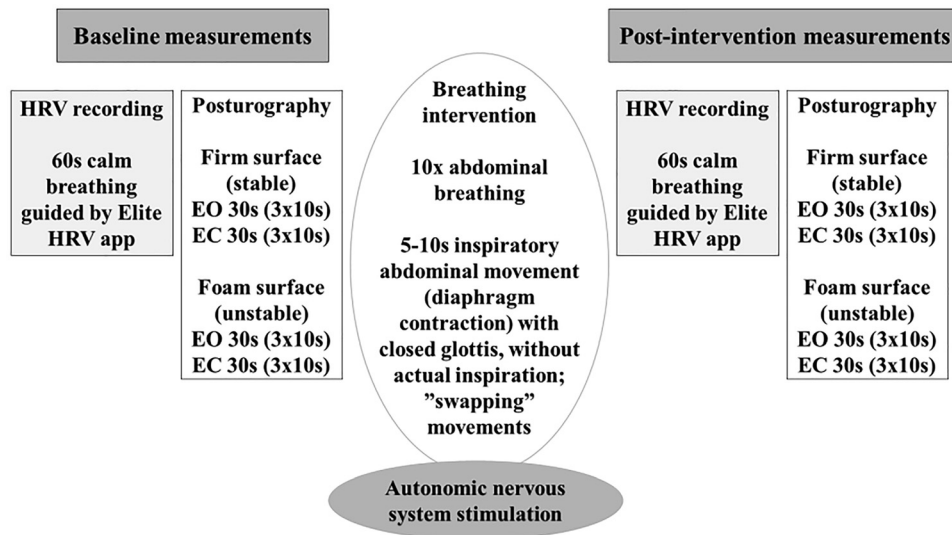 Baseline measurements
HRV recording
60s calm
breathing
guided by Elite
HRV app
Posturography
Firm surface
(stable)
EO 30s (3x10s)
EC 30s (3x10s)
Foam surface
(unstable)
EO 30s (3x10s)
EC 30s (3x10s)
Breathing
intervention
10x abdominal
breathing
5-10s inspiratory
abdominal movement
(diaphragm
contraction) with
closed glottis, without
actual inspiration;
”swapping”
movements
Autonomic nervous
system stimulation
Post-intervention measurements
HRV recording
60s calm
breathing
guided by Elite
HRV app
Posturography
Firm surface
(stable)
EO 30s (3x10s)
EC 30s (3x10s)
Foam surface
(unstable)
EO 30s (3x10s)
EC 30s (3x10s)